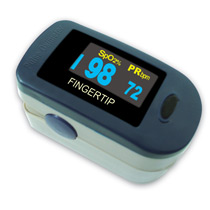 SpO2% PRbpm
98 72
FINGERTIP